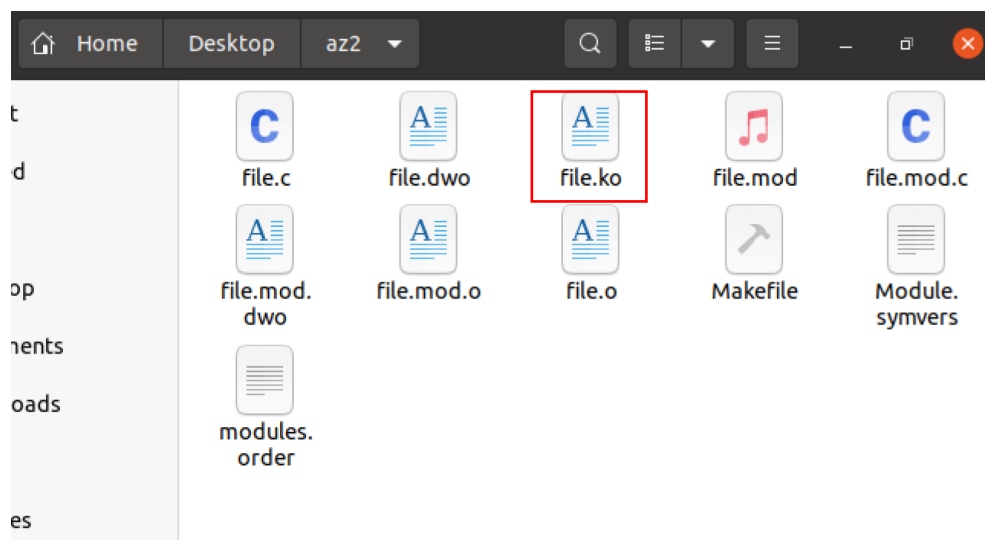 Home Desktop az2
t
d
op
nents
oads
es
file.c file.dwo file.ko file.mod file.mod.c
file.mod. file.mod.o file.o Makefile Module.
dwo symvers
modules.
order